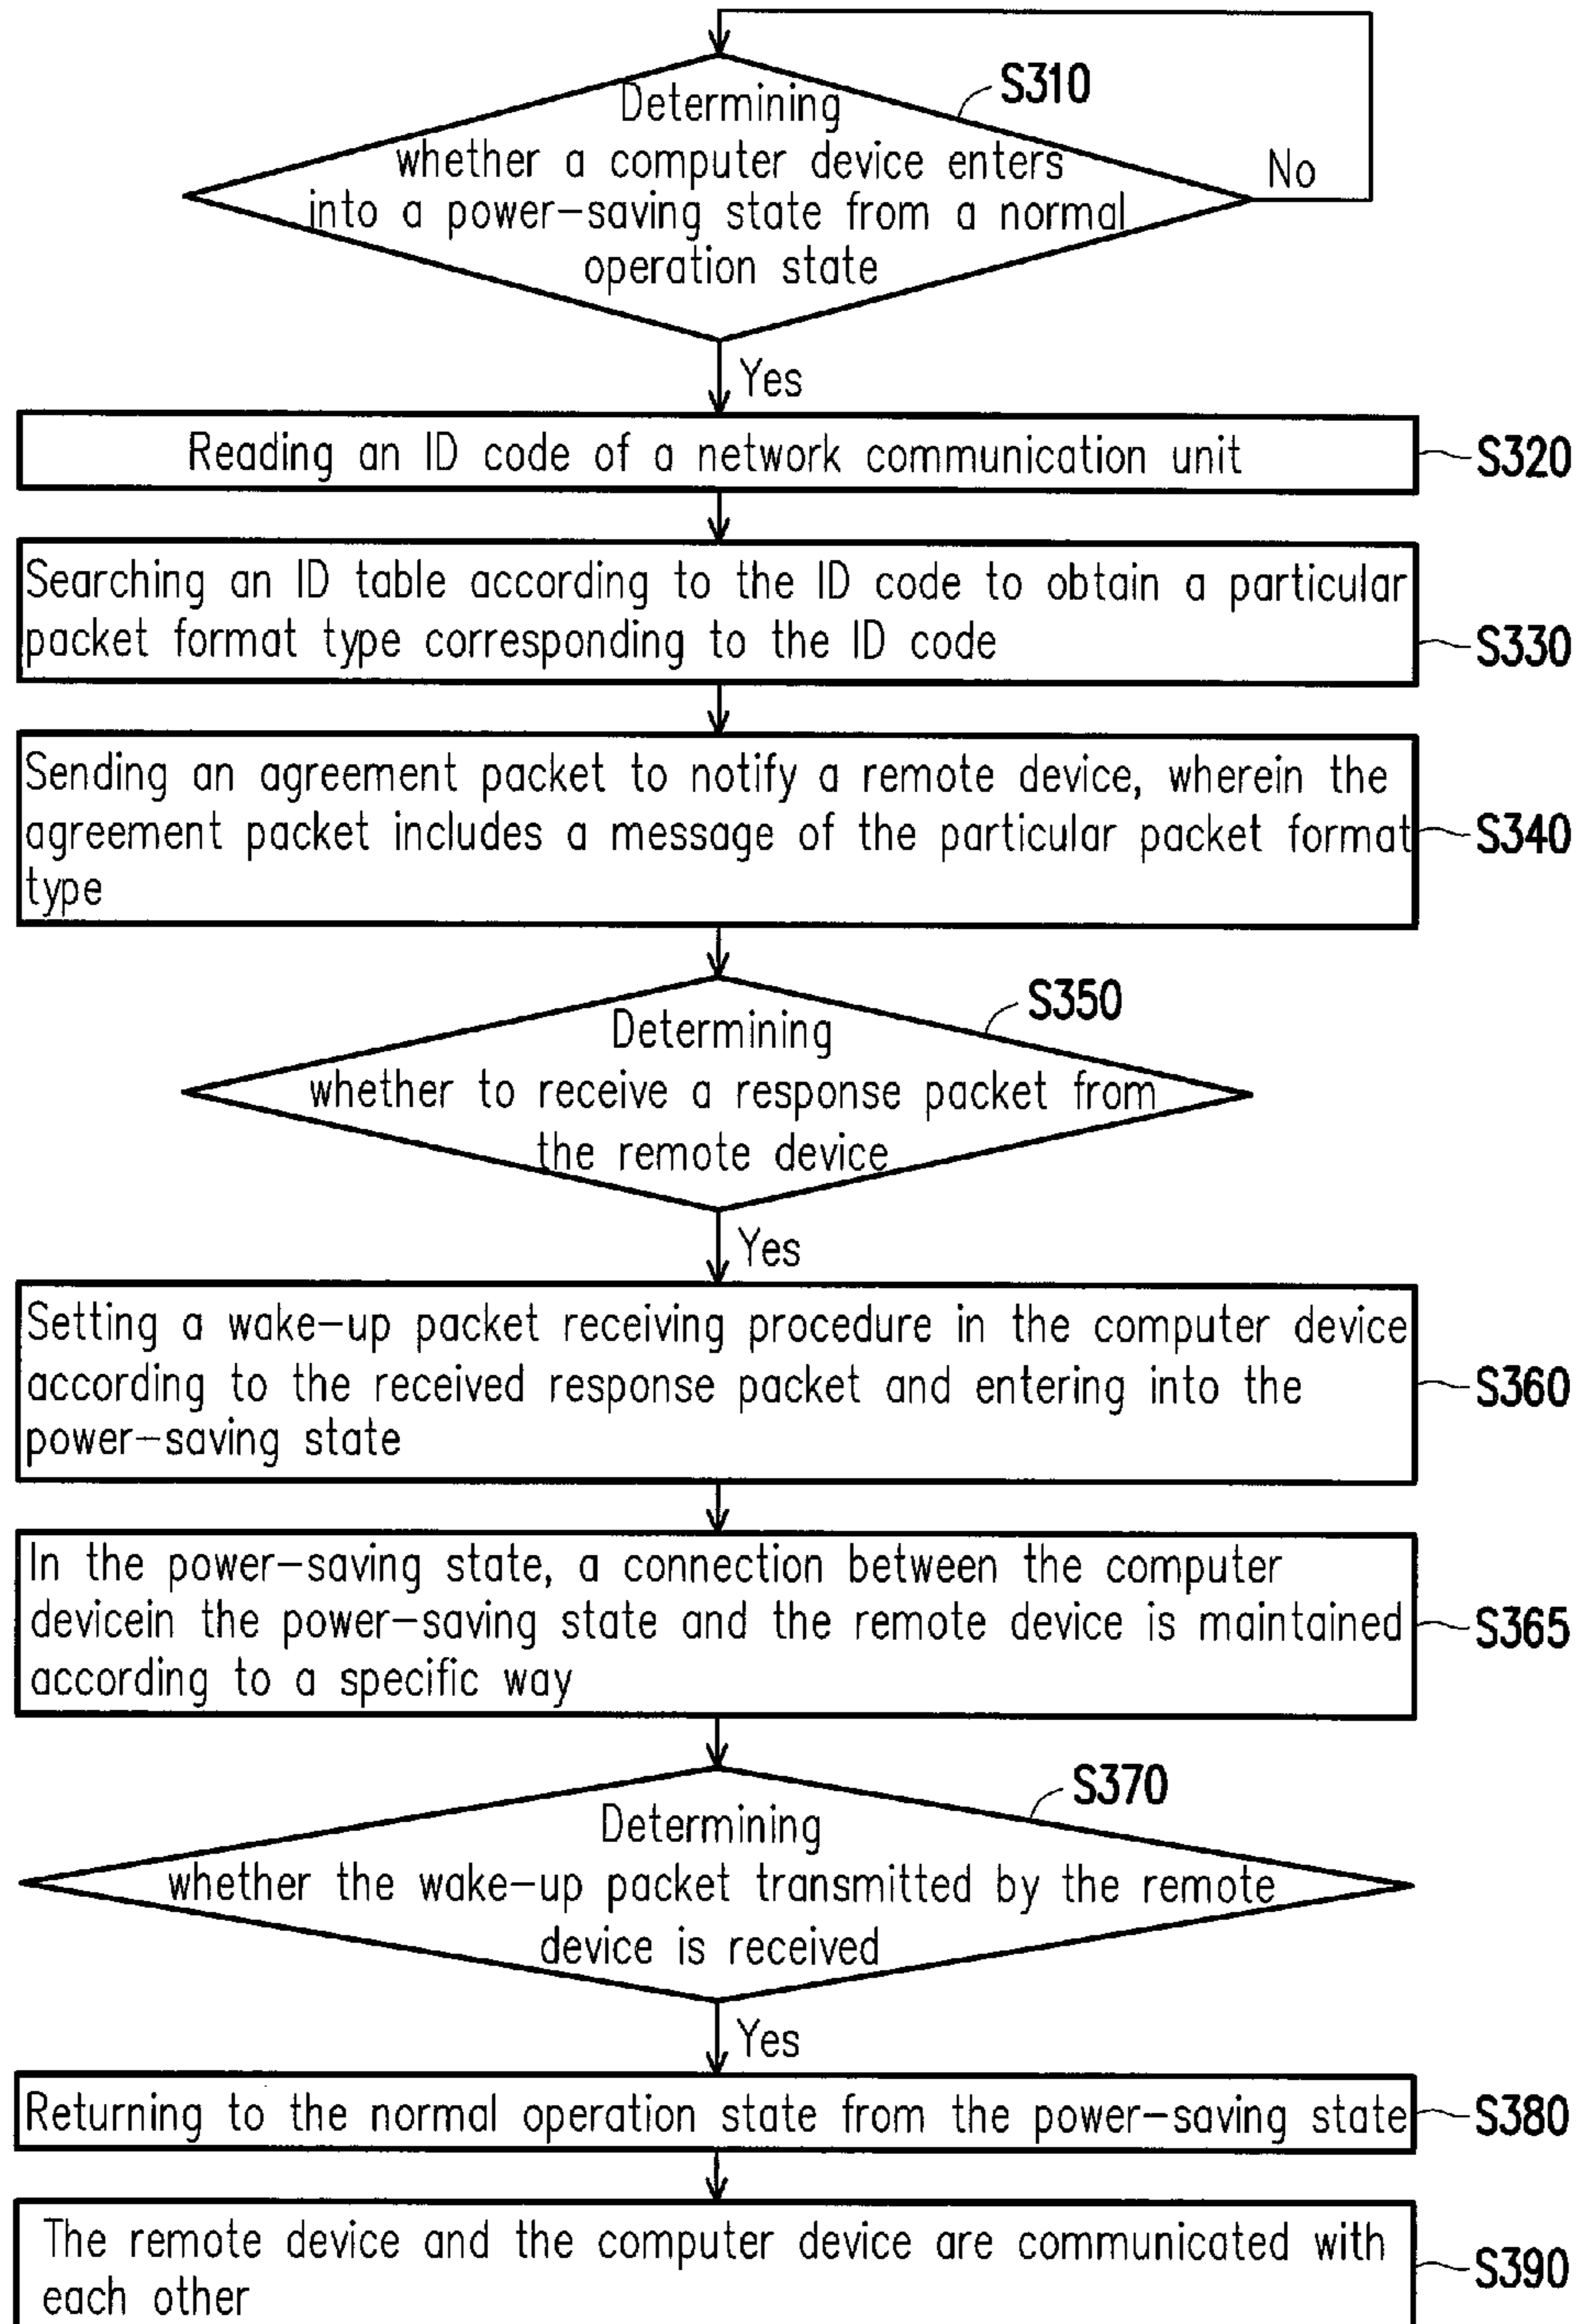 Determining
whether a computer device enters
into a power-saving state from a normal
operation state
S310
No
Yes
Reading an ID code of a network communication unit
S320
Searching an ID table according to the ID code to obtain a particular
packet format type corresponding to the ID code
S330
Sending an agreement packet to notify a remote device, wherein the
agreement packet includes a message of the particular packet format
type
S340
Determining
whether to receive a response packet from
the remote device
S350
Yes
Setting a wake-up packet receiving procedure in the computer device
according to the received response packet and entering into the
power-saving state
S360
In the power-saving state, a connection between the computer
devicein the power-saving state and the remote device is maintained
according to a specific way
S365
Determining
whether the wake-up packet transmitted by the remote
device is received
S370
Yes
Returning to the normal operation state from the power-saving state
S380
The remote device and the computer device are communicated with
each other
S390